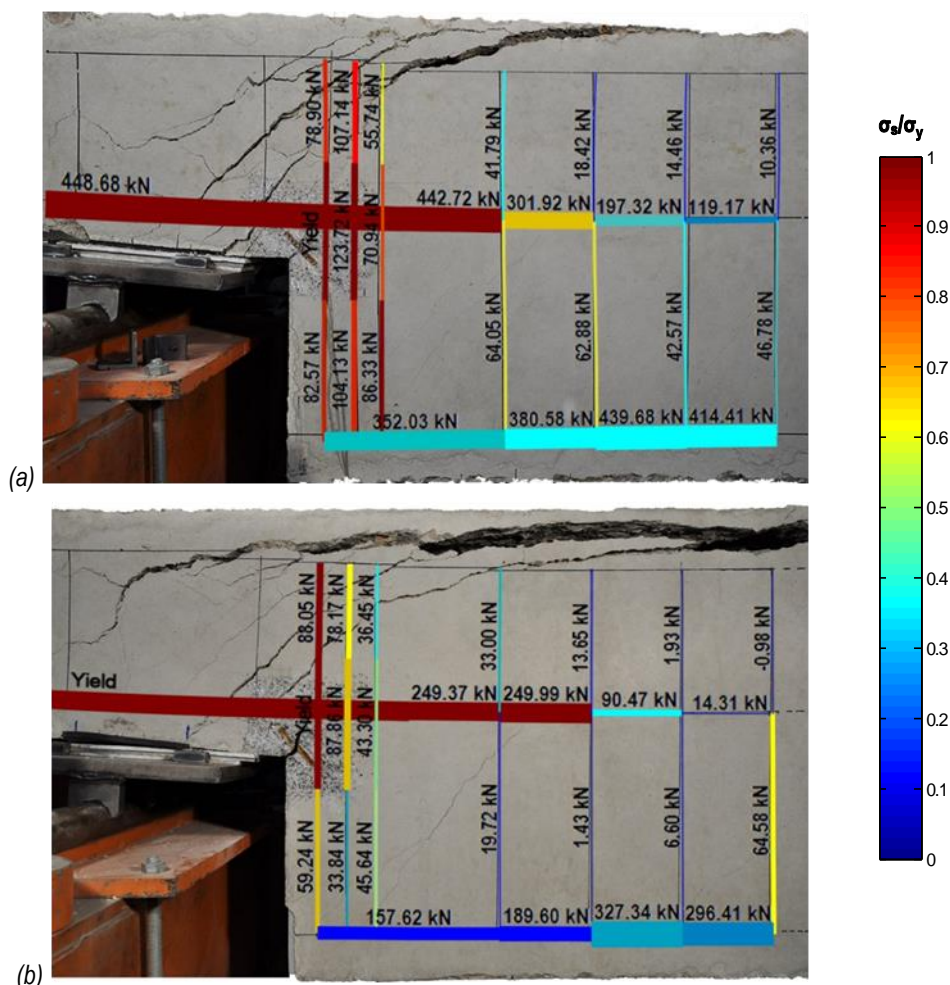 σs/σy
1
0.9
0.8
0.7
0.6
0.5
0.4
0.3
0.2
0.1
0
(a)
78.90 kN
107.14 kN
55.74 kN
41.79 kN
18.42 kN
14.46 kN
10.36 kN
448.68 kN
442.72 kN
301.92 kN
197.32 kN
119.17 kN
Yield
123.72 kN
70.94 kN
82.57 kN
104.13 kN
86.33 kN
64.05 kN
62.88 kN
42.57 kN
46.78 kN
352.03 kN
380.58 kN
439.68 kN
414.41 kN
(b)
88.05 kN
78.17 kN
36.45 kN
33.00 kN
13.65 kN
1.93 kN
-0.98 kN
Yield
249.37 kN
249.99 kN
90.47 kN
14.31 kN
Yield
87.86 kN
43.30 kN
59.24 kN
33.84 kN
45.64 kN
19.72 kN
1.43 kN
6.60 kN
64.58 kN
157.62 kN
189.60 kN
327.34 kN
296.41 kN